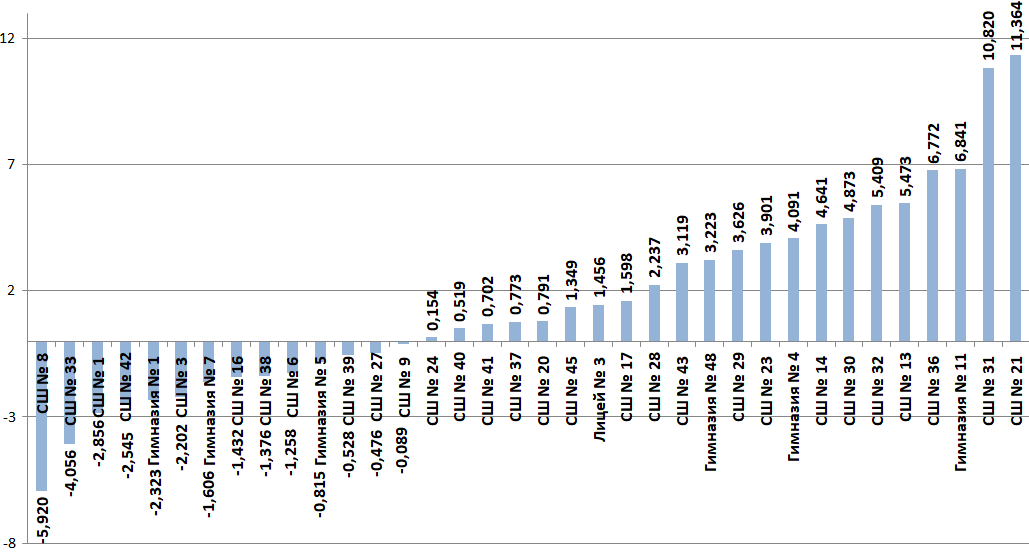 12
7
2
-3
-8
СШ № 8
-5,920
СШ № 33
-4,056
СШ № 1
-2,856
СШ № 42
-2,545
Гимназия № 1
-2,323
СШ № 3
-2,202
Гимназия № 7
-1,606
СШ № 16
-1,432
СШ № 38
-1,376
СШ № 6
-1,258
Гимназия № 5
-0,815
СШ № 39
-0,528
СШ № 27
-0,476
СШ № 9
-0,089
СШ № 24
0,154
СШ № 40
0,519
СШ № 41
0,702
СШ № 37
0,773
СШ № 20
0,791
СШ № 45
1,349
Лицей № 3
1,456
СШ № 17
1,598
СШ № 28
2,237
СШ № 43
3,119
Гимназия № 48
3,223
СШ № 29
3,626
СШ № 23
3,901
Гимназия № 4
4,091
СШ № 14
4,641
СШ № 30
4,873
СШ № 32
5,409
СШ № 13
5,473
СШ № 36
6,772
Гимназия № 11
6,841
СШ № 31
10,820
СШ № 21
11,364